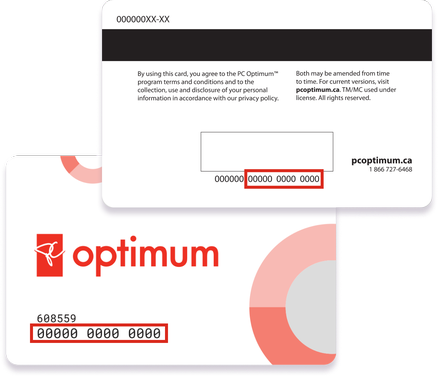 000000XX-XX
By using this card, you agree to the PC Optimum™
program terms and conditions and to the
collection, use and disclosure of your personal
information in accordance with our privacy policy.
Both may be amended from time
to time. For current versions, visit
pcoptimum.ca. TM/MC used under
license. All rights reserved.
000000 00000 0000 0000
pcoptimum.ca
1 866 727-6468
optimum
608559
00000 0000 0000